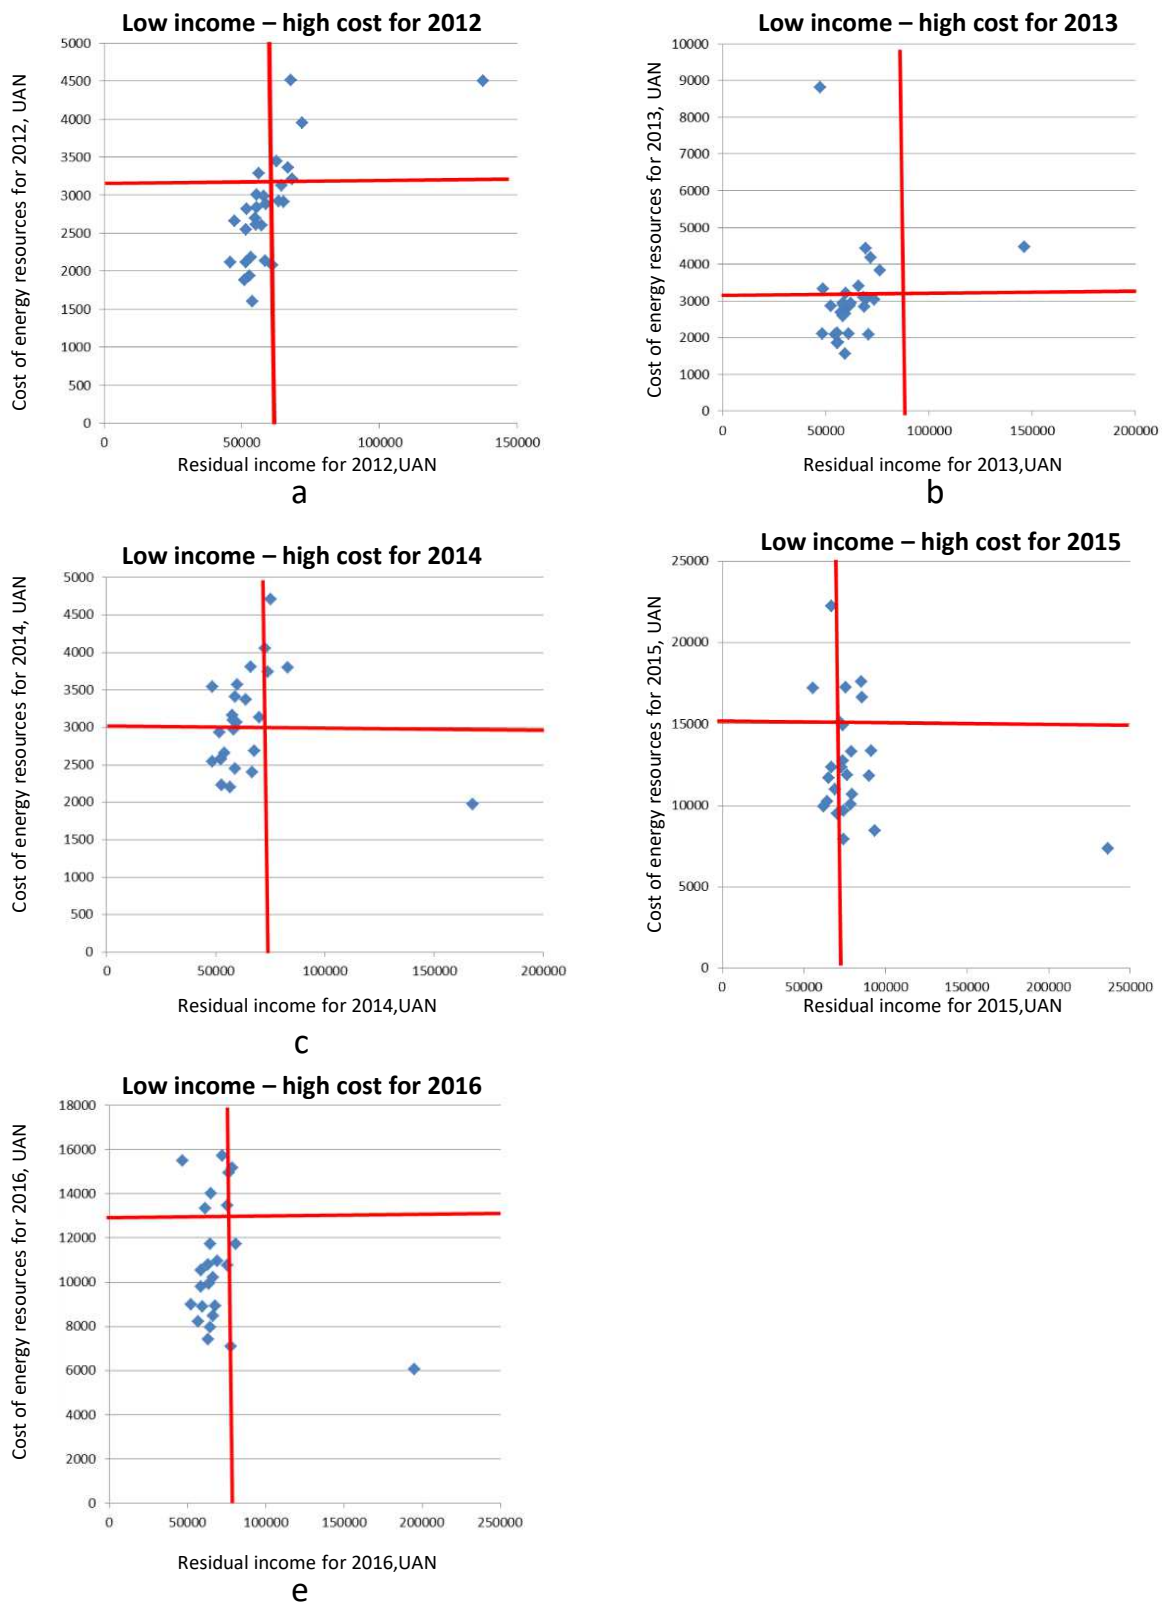 Low income – high cost for 2012
Cost of energy resources for 2012, UAN
5000
4500
4000
3500
3000
2500
2000
1500
1000
500
0
0 50000 100000 150000
Residual income for 2012,UAN
a
Low income – high cost for 2013
Cost of energy resources for 2013, UAN
10000
9000
8000
7000
6000
5000
4000
3000
2000
1000
0
0 50000 100000 150000 200000
Residual income for 2013,UAN
b
Low income – high cost for 2014
Cost of energy resources for 2014, UAN
5000
4500
4000
3500
3000
2500
2000
1500
1000
500
0
0 50000 100000 150000 200000
Residual income for 2014,UAN
c
Low income – high cost for 2015
Cost of energy resources for 2015, UAN
25000
20000
15000
10000
5000
0
0 50000 100000 150000 200000 250000
Residual income for 2015,UAN
Low income – high cost for 2016
Cost of energy resources for 2016, UAN
18000
16000
14000
12000
10000
8000
6000
4000
2000
0
0 50000 100000 150000 200000 250000
Residual income for 2016,UAN
e